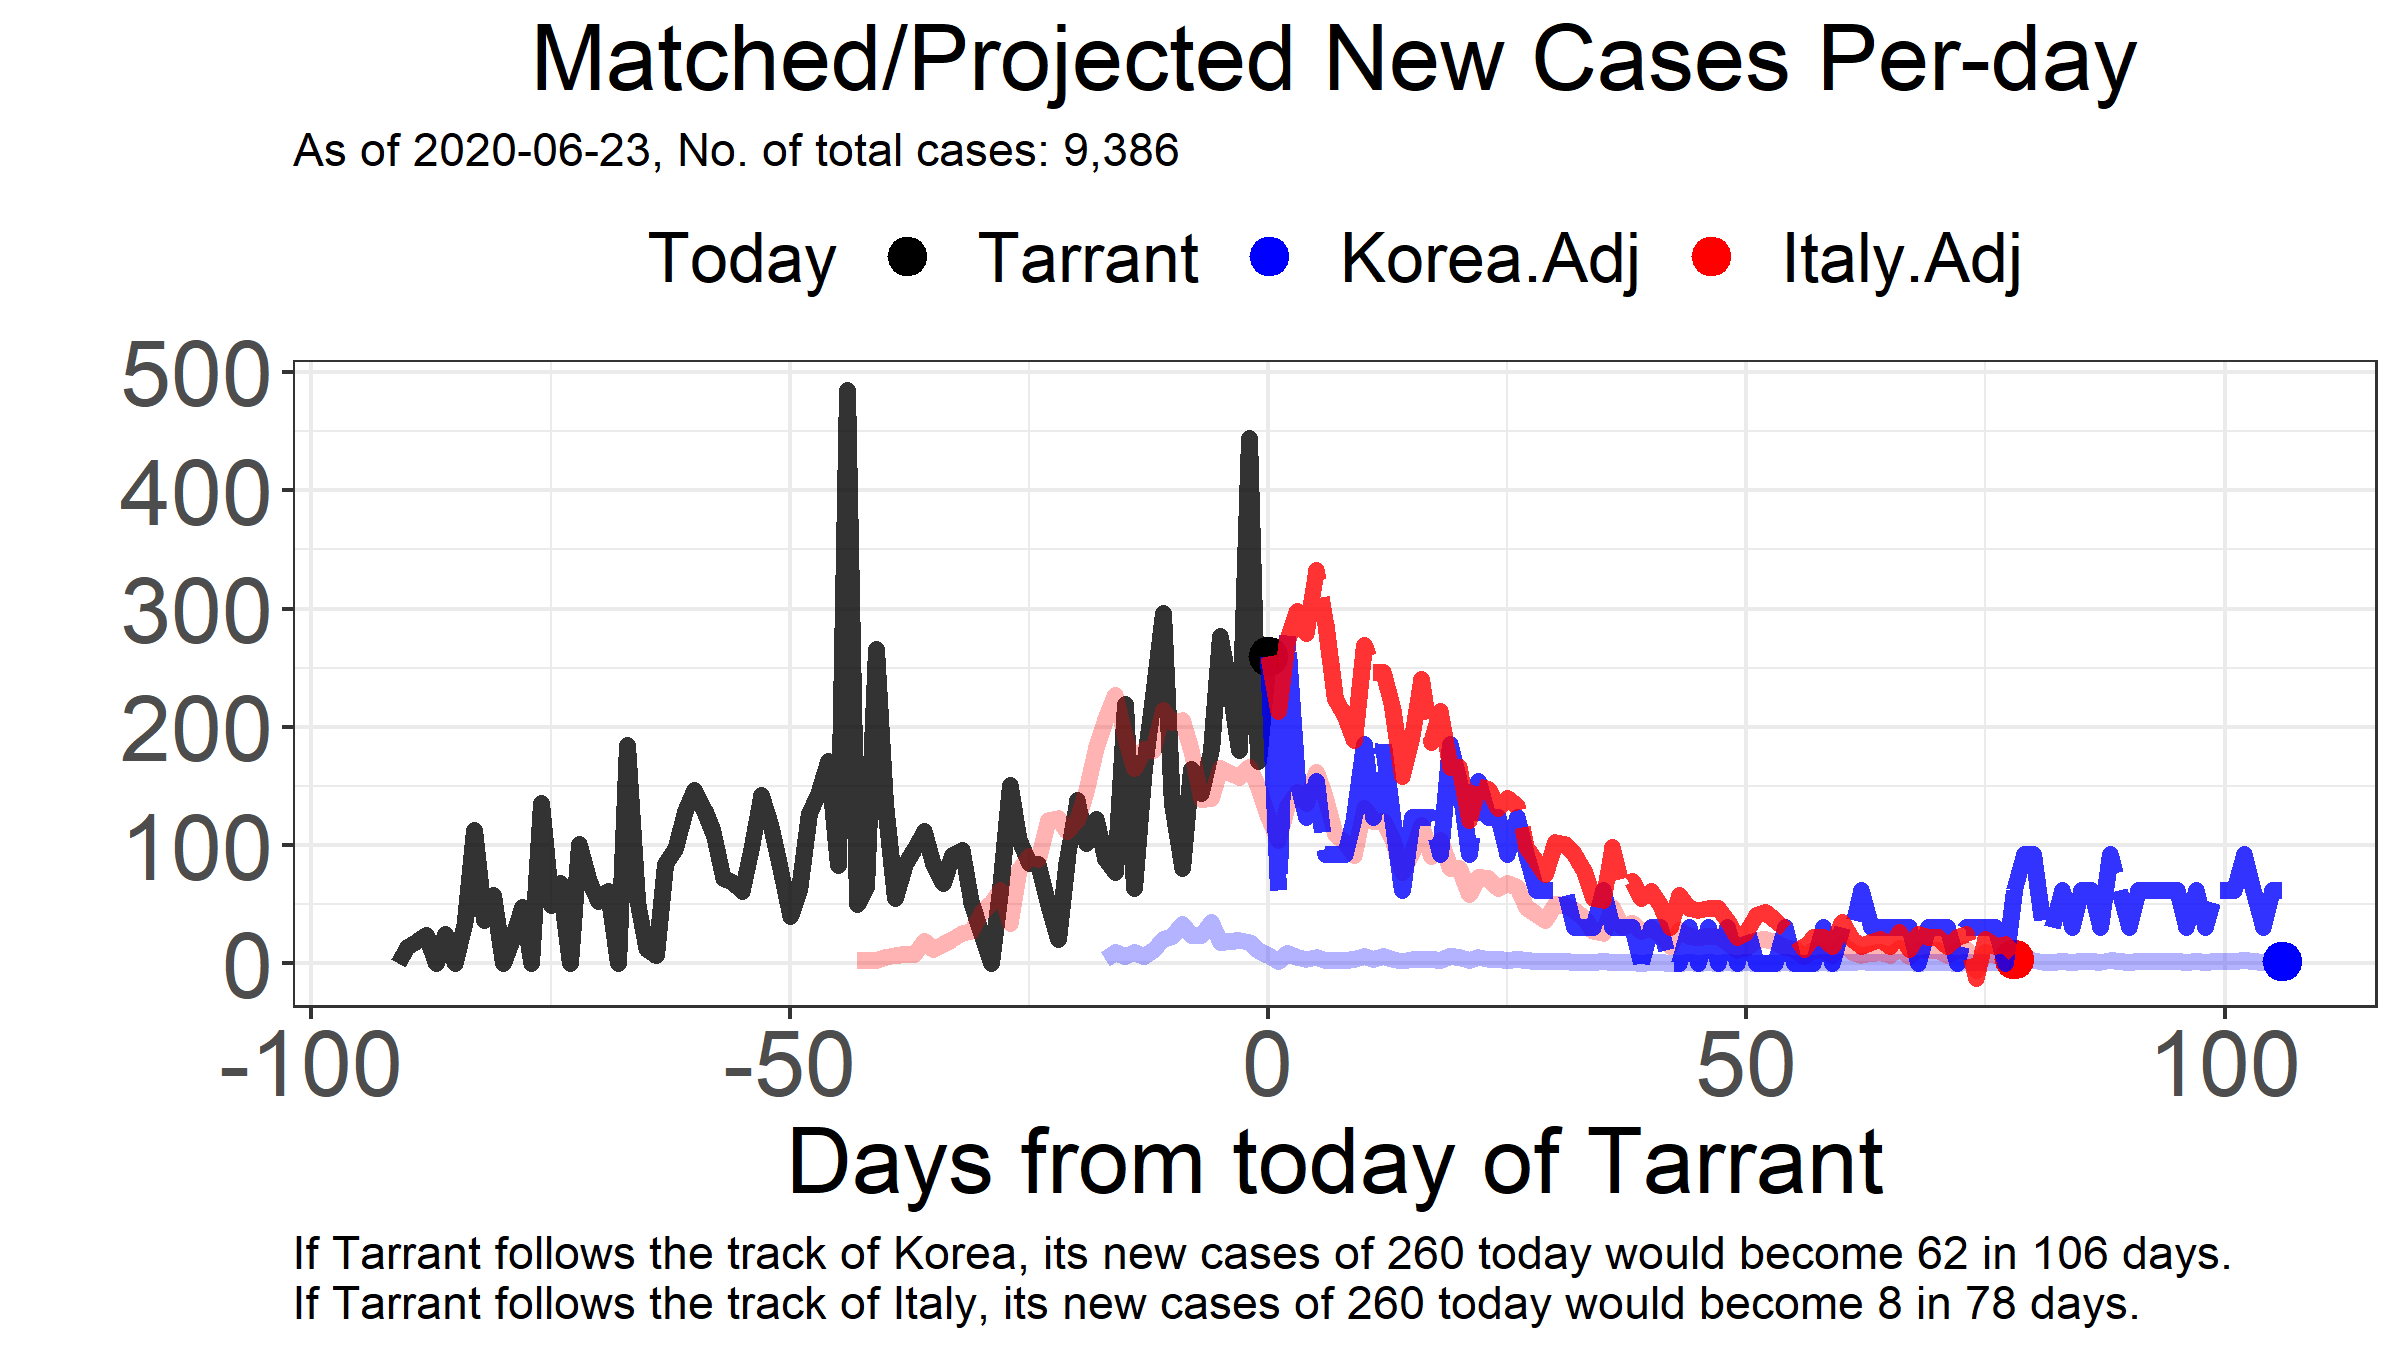 Matched/Projected New Cases Per-day
As of 2020-06-23, No. of total cases: 9,386
Today Tarrant Korea.Adj Italy.Adj
500
400
300
200
100
0
-100 -50 0 50 100
Days from today of Tarrant
If Tarrant follows the track of Korea, its new cases of 260 today would become 62 in 106 days.
If Tarrant follows the track of Italy, its new cases of 260 today would become 8 in 78 days.